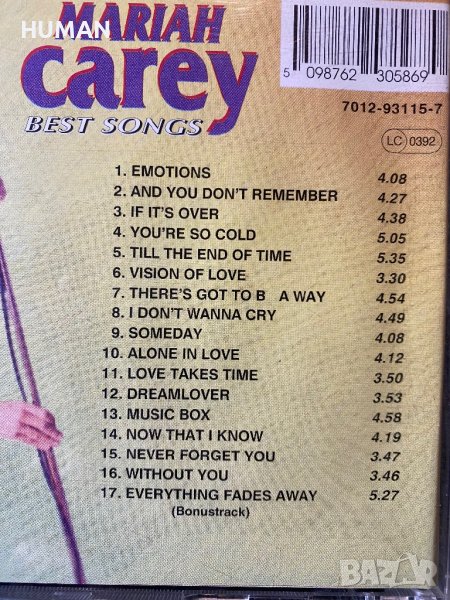 HUMAN
MARIAH
carey
BEST SONGS
5 098762 305869
7012-93115-7
LC 0392
1. EMOTIONS 4.08
2. AND YOU DON'T REMEMBER 4.27
3. IF IT'S OVER 4.38
4. YOU'RE SO COLD 5.05
5. TILL THE END OF TIME 5.35
6. VISION OF LOVE 3.30
7. THERE'S GOT TO B A WAY 4.54
8. I DON'T WANNA CRY 4.49
9. SOMEDAY 4.08
10. ALONE IN LOVE 4.12
11. LOVE TAKES TIME 3.50
12. DREAMLOVER 3.53
13. MUSIC BOX 4.58
14. NOW THAT I KNOW 4.19
15. NEVER FORGET YOU 3.47
16. WITHOUT YOU 3.46
17. EVERYTHING FADES AWAY 5.27
(Bonustrack)
BAZAR